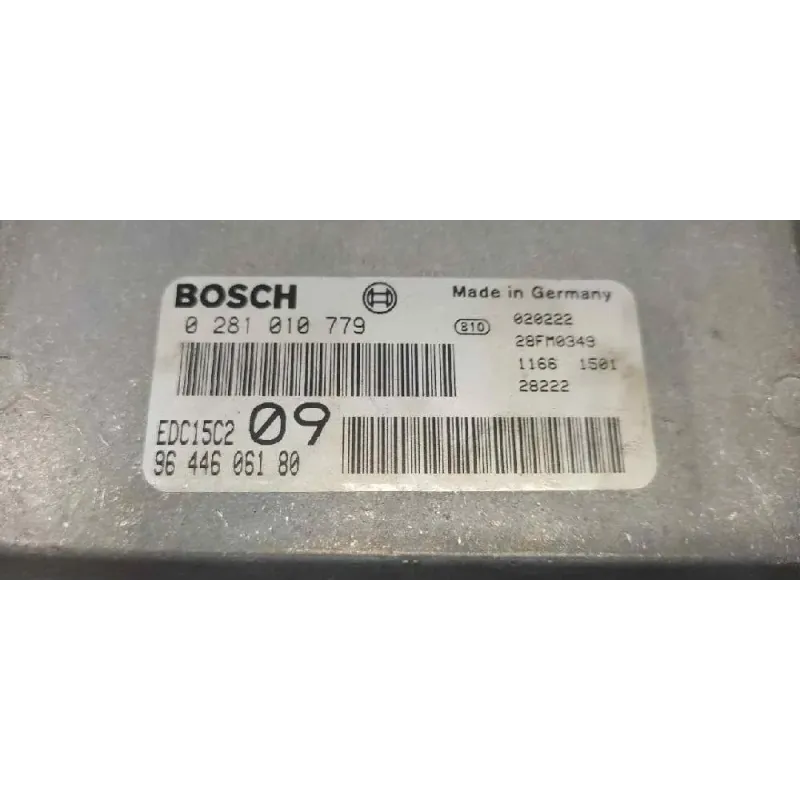 BOSCH
Made in Germany
0 281 010 779
810
020222
28FM0349
1166 1501
28222
EDC15C2 09
96 446 061 80